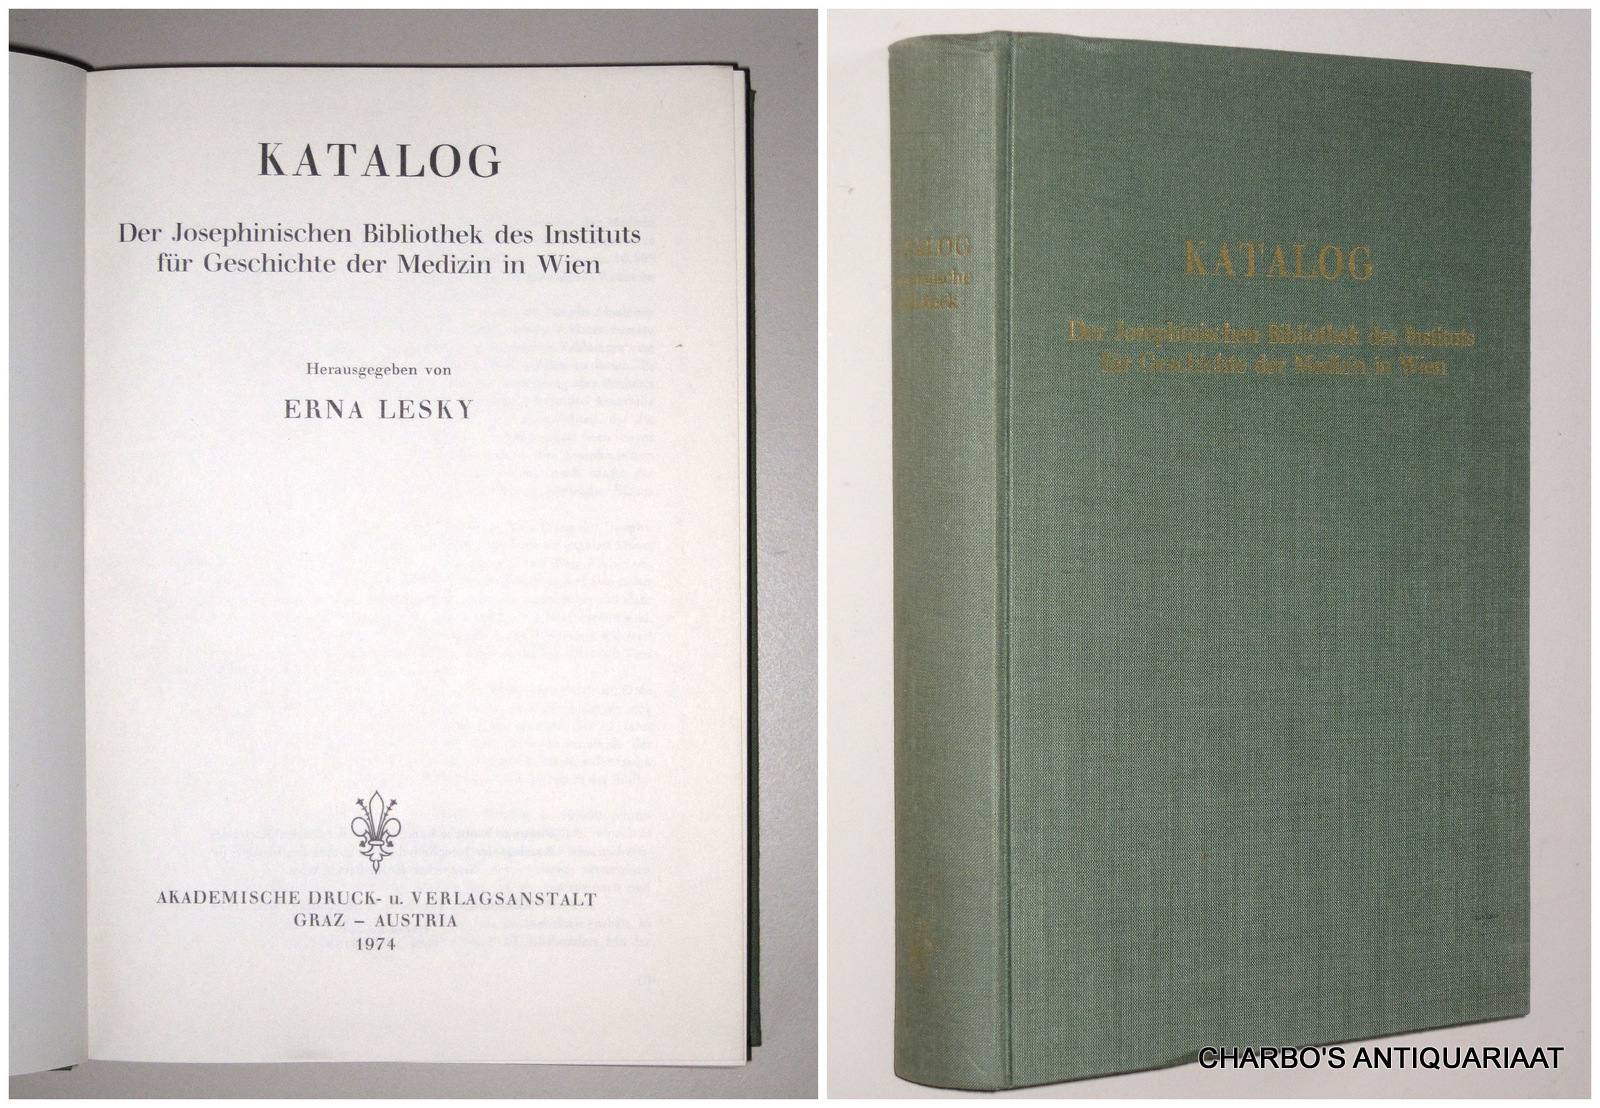 KATALOG
Der Josephinischen Bibliothek des Instituts
für Geschichte der Medizin in Wien
Herausgegeben von
ERNA LESKY
AKADEMISCHE DRUCK- u. VERLAGSANSTALT
GRAZ – AUSTRIA
1974
KATALOG
Der Josephinischen Bibliothek des Instituts
für Geschichte der Medizin in Wien
CHARBO'S ANTIQUARIAAT